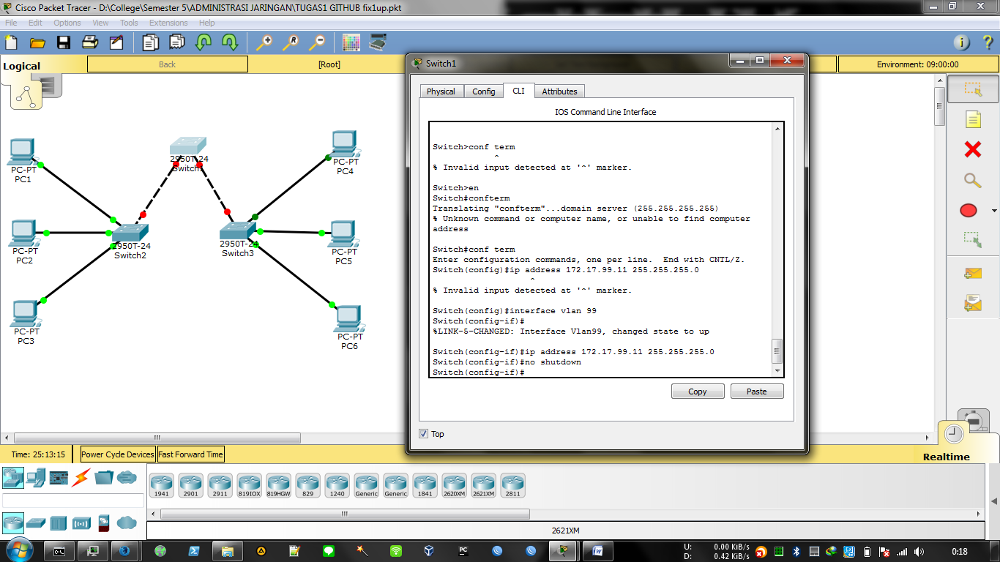 Cisco Packet Tracer - D:\College\Semester 5\ADMINISTRASI JARINGAN\TUGAS1 GITHUB fix1up.pkt
File Edit Options View Tools Extensions Help
Logical
Back
[Root]
Environment: 09:00:00
Switch1
Physical
Config
CLI
Attributes
IOS Command Line Interface
Switch>conf term
^
% Invalid input detected at '^' marker.
Switch>en
Switch#confterm
Translating "confterm"...domain server (255.255.255.255)
% Unknown command or computer name, or unable to find computer
address
Switch#conf term
Enter configuration commands, one per line.  End with CNTL/Z.
Switch(config)#ip address 172.17.99.11 255.255.255.0
^
% Invalid input detected at '^' marker.
Switch(config)#interface vlan 99
Switch(config-if)#
%LINK-5-CHANGED: Interface Vlan99, changed state to up
Switch(config-if)#ip address 172.17.99.11 255.255.255.0
Switch(config-if)#no shutdown
Switch(config-if)#
Copy
Paste
Top
PC-PT
PC1
2950T-24
Switch1
PC-PT
PC4
PC-PT
PC2
2950T-24
Switch2
2950T-24
Switch3
PC-PT
PC5
PC-PT
PC3
PC-PT
PC6
Time: 25:13:15
Power Cycle Devices
Fast Forward Time
Realtime
1941
2901
2911
819IOX
819HGW
829
1240
Generic
Generic
1841
2620XM
2621XM
2811
2621XM
U: 0.00 KiB/s
D: 0.42 KiB/s
0:18